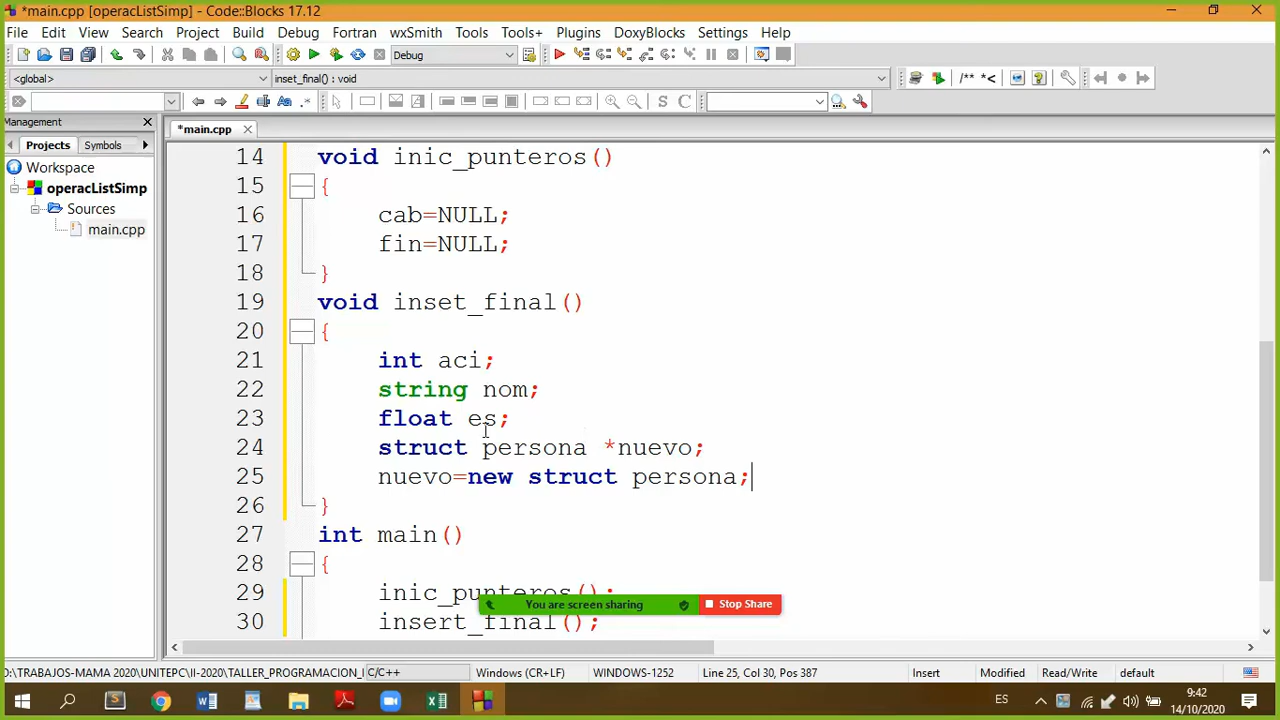 *main.cpp [operacListSimp] - Code::Blocks 17.12
File Edit View Search Project Build Debug Fortran wxSmith Tools Tools+ Plugins DoxyBlocks Settings Help
Debug
<global> inset_final() : void /** *<
Aa .* S C
Management
Projects Symbols
Workspace
operacListSimp
Sources
main.cpp
*main.cpp
14 void inic_punteros()
15 {
16 cab=NULL;
17 fin=NULL;
18 }
19 void inset_final()
20 {
21 int aci;
22 string nom;
23 float es;
24 struct persona *nuevo;
25 nuevo=new struct persona;
26 }
27 int main()
28 {
29 inic_punteros();
30 insert_final();
You are screen sharing Stop Share
D:\TRABAJOS-MAMA 2020\UNITEPC\II-2020\TALLER_PROGRAMACION_I C/C++ Windows (CR+LF) WINDOWS-1252 Line 25, Col 30, Pos 387 Insert Modified Read/Write default
ES 9:42
14/10/2020